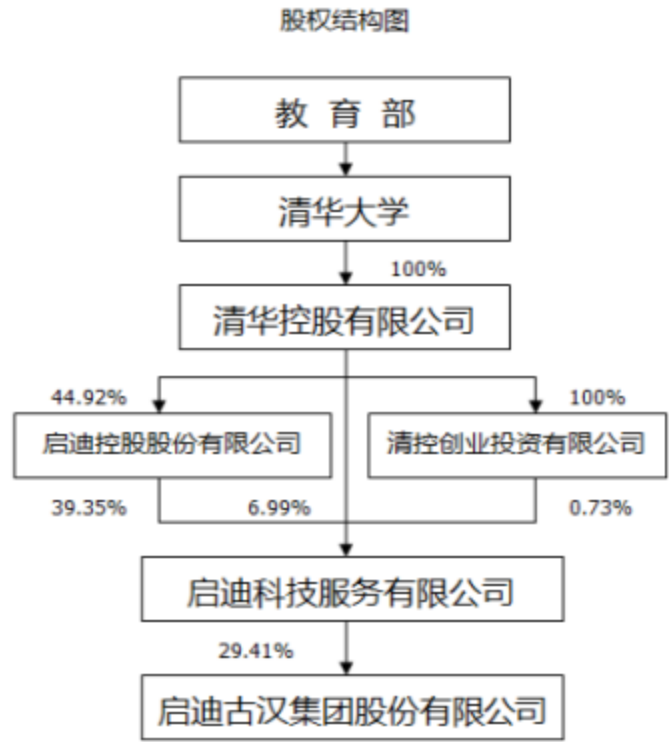 股权结构图
教 育 部
清华大学
100%
清华控股有限公司
44.92%
100%
启迪控股股份有限公司
清控创业投资有限公司
39.35%
6.99%
0.73%
启迪科技服务有限公司
29.41%
启迪古汉集团股份有限公司